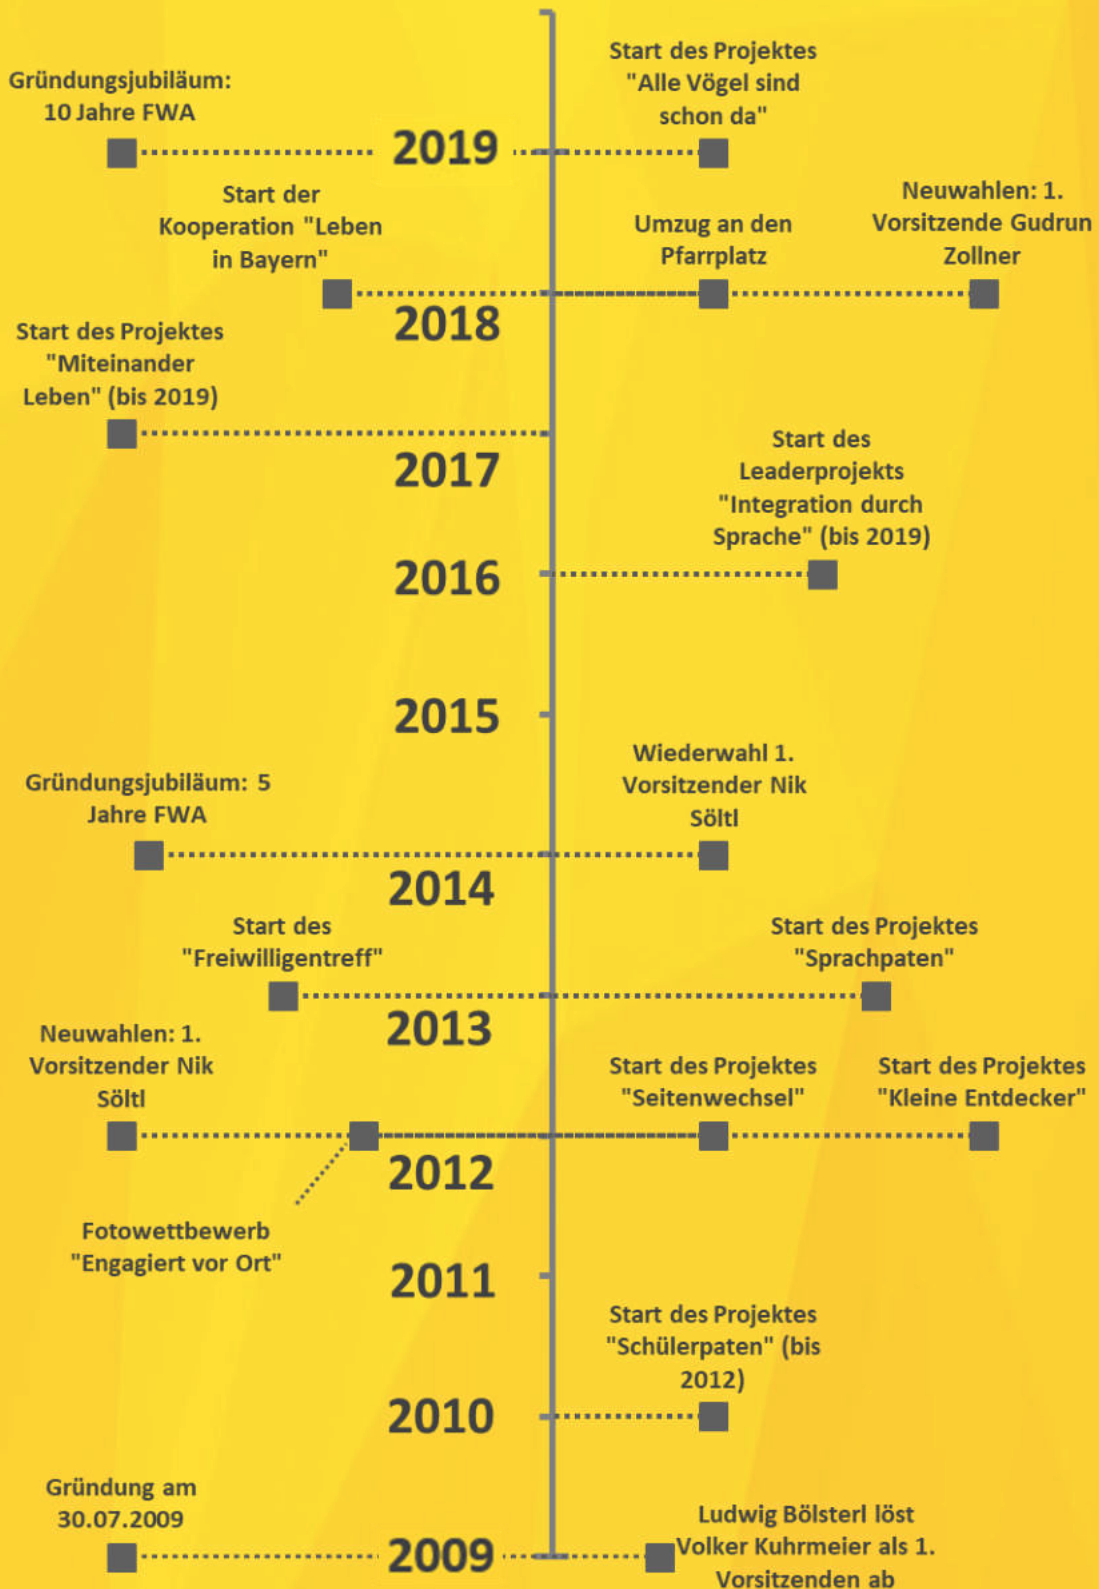 Gründungsjubiläum:
10 Jahre FWA
Start des Projektes
"Alle Vögel sind
schon da"
2019
Start der
Kooperation "Leben
in Bayern"
Umzug an den
Pfarrplatz
Neuwahlen: 1.
Vorsitzende Gudrun
Zollner
2018
Start des Projektes
"Miteinander
Leben" (bis 2019)
2017
Start des
Leaderprojekts
"Integration durch
Sprache" (bis 2019)
2016
2015
Gründungsjubiläum: 5
Jahre FWA
Wiederwahl 1.
Vorsitzender Nik
Söltl
2014
Start des
"Freiwilligentreff"
Start des Projektes
"Sprachpaten"
2013
Neuwahlen: 1.
Vorsitzender Nik
Söltl
Start des Projektes
"Seitenwechsel"
Start des Projektes
"Kleine Entdecker"
2012
Fotowettbewerb
"Engagiert vor Ort"
2011
Start des Projektes
"Schülerpaten" (bis
2012)
2010
Gründung am
30.07.2009
2009
Ludwig Bölsterl löst
Volker Kuhrmeier als 1.
Vorsitzenden ab